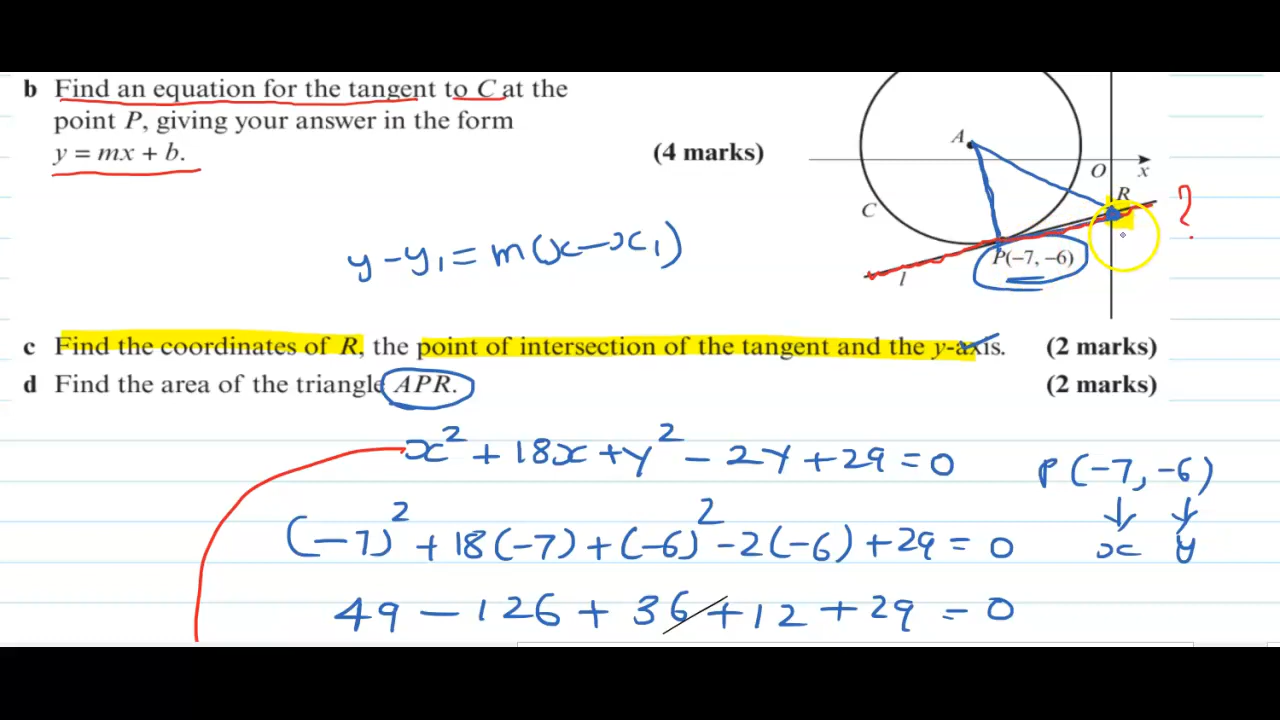 b Find an equation for the tangent to C at the
point P, giving your answer in the form
y = mx + b. (4 marks)
A
O
x
R
C
?
P(−7, −6)
l
y - y₁ = m(x - x₁)
c Find the coordinates of R, the point of intersection of the tangent and the y-axis. (2 marks)
d Find the area of the triangle APR. (2 marks)
x² + 18x + y² - 2y + 29 = 0
P(-7, -6)
(-7)² + 18(-7) + (-6)² - 2(-6) + 29 = 0
x y
49 - 126 + 36 + 12 + 29 = 0